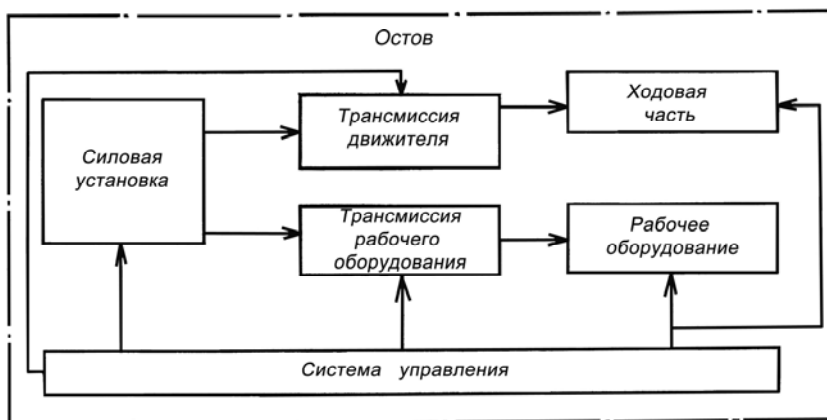 Остов
Трансмиссия
движителя
Ходовая
часть
Силовая
установка
Трансмиссия
рабочего
оборудования
Рабочее
оборудование
Система управления